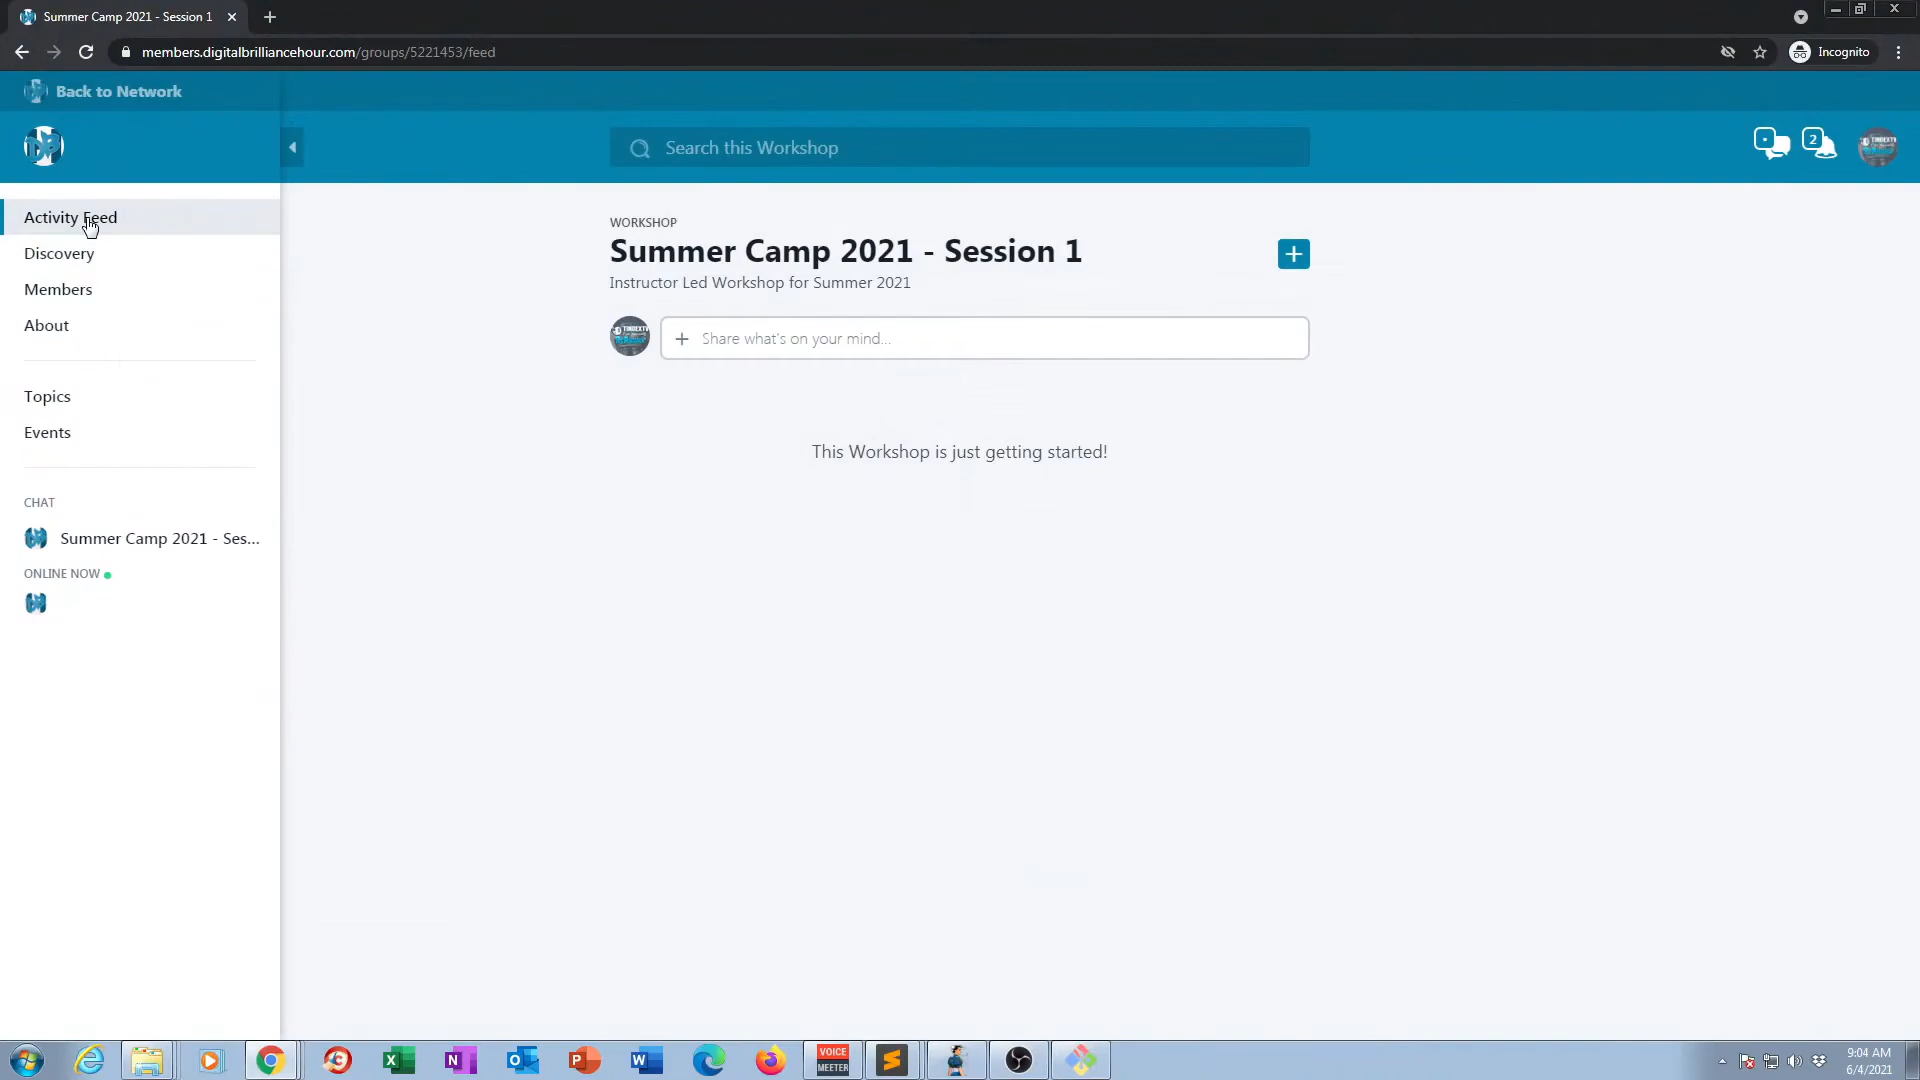 Summer Camp 2021 - Session 1
members.digitalbrilliancehour.com/groups/5221453/feed
Incognito
Back to Network
Search this Workshop
2
Activity Feed
Discovery
Members
About
Topics
Events
CHAT
Summer Camp 2021 - Ses...
ONLINE NOW
WORKSHOP
Summer Camp 2021 - Session 1
Instructor Led Workshop for Summer 2021
Share what's on your mind...
This Workshop is just getting started!
VOICE
MEETER
9:04 AM
6/4/2021